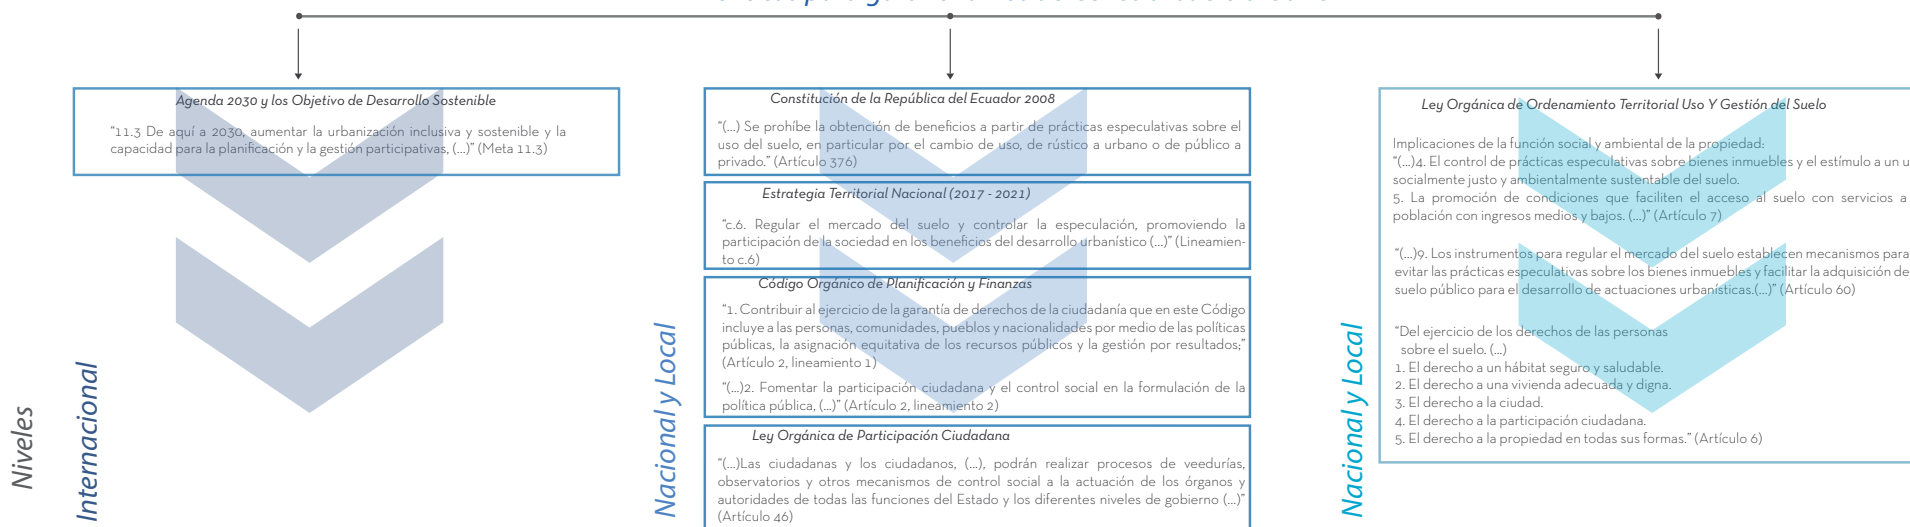 Niveles
Internacional
Agenda 2030 y los Objetivo de Desarrollo Sostenible
"11.3 De aquí a 2030, aumentar la urbanización inclusiva y sostenible y la
capacidad para la planificación y la gestión participativas, (...)" (Meta 11.3)
Nacional y Local
Constitución de la República del Ecuador 2008
"(...) Se prohíbe la obtención de beneficios a partir de prácticas especulativas sobre el
uso del suelo, en particular por el cambio de uso, de rústico a urbano o de público a
privado." (Artículo 376)
Estrategia Territorial Nacional (2017 - 2021)
"c.6. Regular el mercado del suelo y controlar la especulación, promoviendo la
participación de la sociedad en los beneficios del desarrollo urbanístico (...)" (Lineamien-
to c.6)
Código Orgánico de Planificación y Finanzas
"1. Contribuir al ejercicio de la garantía de derechos de la ciudadanía que en este Código
incluye a las personas, comunidades, pueblos y nacionalidades por medio de las políticas
públicas, la asignación equitativa de los recursos públicos y la gestión por resultados;"
(Artículo 2, lineamiento 1)
"(...)2. Fomentar la participación ciudadana y el control social en la formulación de la
política pública, (...)" (Artículo 2, lineamiento 2)
Ley Orgánica de Participación Ciudadana
"(...)Las ciudadanas y los ciudadanos, (...), podrán realizar procesos de veedurías,
observatorios y otros mecanismos de control social a la actuación de los órganos y
autoridades de todas las funciones del Estado y los diferentes niveles de gobierno (...)"
(Artículo 46)
Nacional y Local
Ley Orgánica de Ordenamiento Territorial Uso Y Gestión del Suelo
Implicaciones de la función social y ambiental de la propiedad:
"(...)4. El control de prácticas especulativas sobre bienes inmuebles y el estímulo a un u
socialmente justo y ambientalmente sustentable del suelo.
5. La promoción de condiciones que faciliten el acceso al suelo con servicios a
población con ingresos medios y bajos. (...)" (Artículo 7)
"(...)9. Los instrumentos para regular el mercado del suelo establecen mecanismos para
evitar las prácticas especulativas sobre los bienes inmuebles y facilitar la adquisición de
suelo público para el desarrollo de actuaciones urbanísticas.(...)" (Artículo 60)
"Del ejercicio de los derechos de las personas
sobre el suelo. (...)
1. El derecho a un hábitat seguro y saludable.
2. El derecho a una vivienda adecuada y digna.
3. El derecho a la ciudad.
4. El derecho a la participación ciudadana.
5. El derecho a la propiedad en todas sus formas." (Artículo 6)